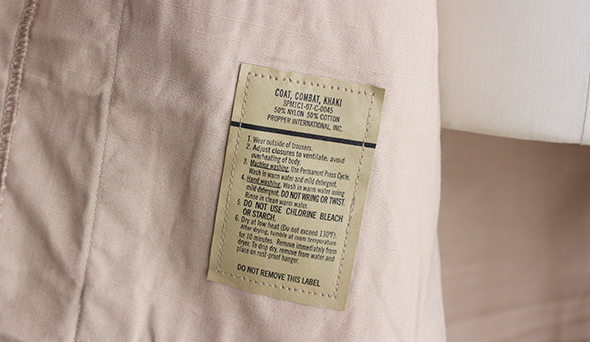 COAT, COMBAT, KHAKI
SPM1C1-07-C-0045
50% NYLON 50% COTTON
PROPPER INTERNATIONAL, INC.
1. Wear outside of trousers.
2. Adjust closures to ventilate, avoid
overheating of body.
3. Machine washing. Use Permanent Press Cycle.
Wash in warm water and mild detergent.
4. Hand washing. Wash in warm water using
mild detergent. DO NOT WRING OR TWIST.
Rinse in clean warm water.
5. DO NOT USE CHLORINE BLEACH
OR STARCH.
6. Dry at low heat (Do not exceed 130°F).
After drying, tumble at room temperature
for 10 minutes. Remove immediately from
dryer. To drip dry, remove from water and
place on rust-proof hanger.
DO NOT REMOVE THIS LABEL